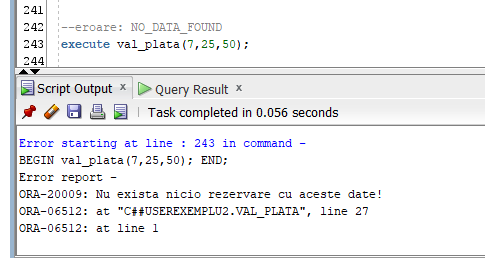 241
242 --eroare: NO_DATA_FOUND
243 execute val_plata(7,25,50);
244
Script Output x Query Result x
Task completed in 0.056 seconds
Error starting at line : 243 in command -
BEGIN val_plata(7,25,50); END;
Error report -
ORA-20009: Nu exista nicio rezervare cu aceste date!
ORA-06512: at "C##USEREXEMPLU2.VAL_PLATA", line 27
ORA-06512: at line 1